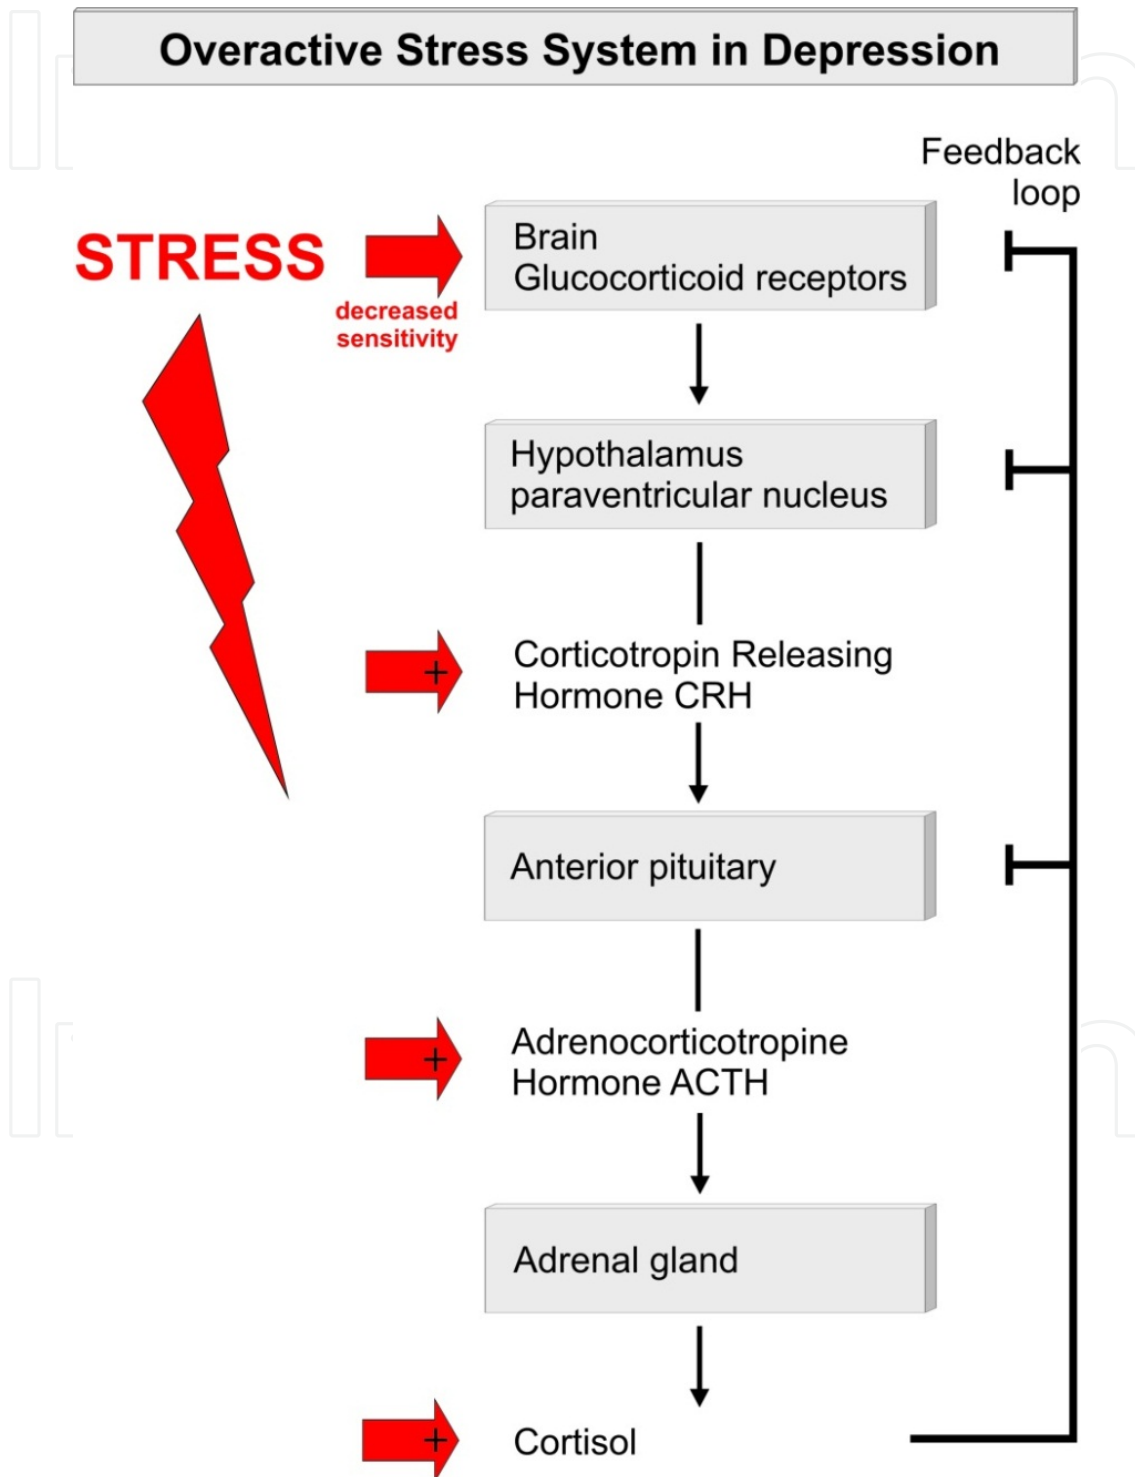 Overactive Stress System in Depression
Feedback
loop
STRESS
decreased
sensitivity
Brain
Glucocorticoid receptors
Hypothalamus
paraventricular nucleus
+
Corticotropin Releasing
Hormone CRH
Anterior pituitary
+
Adrenocorticotropine
Hormone ACTH
Adrenal gland
+
Cortisol